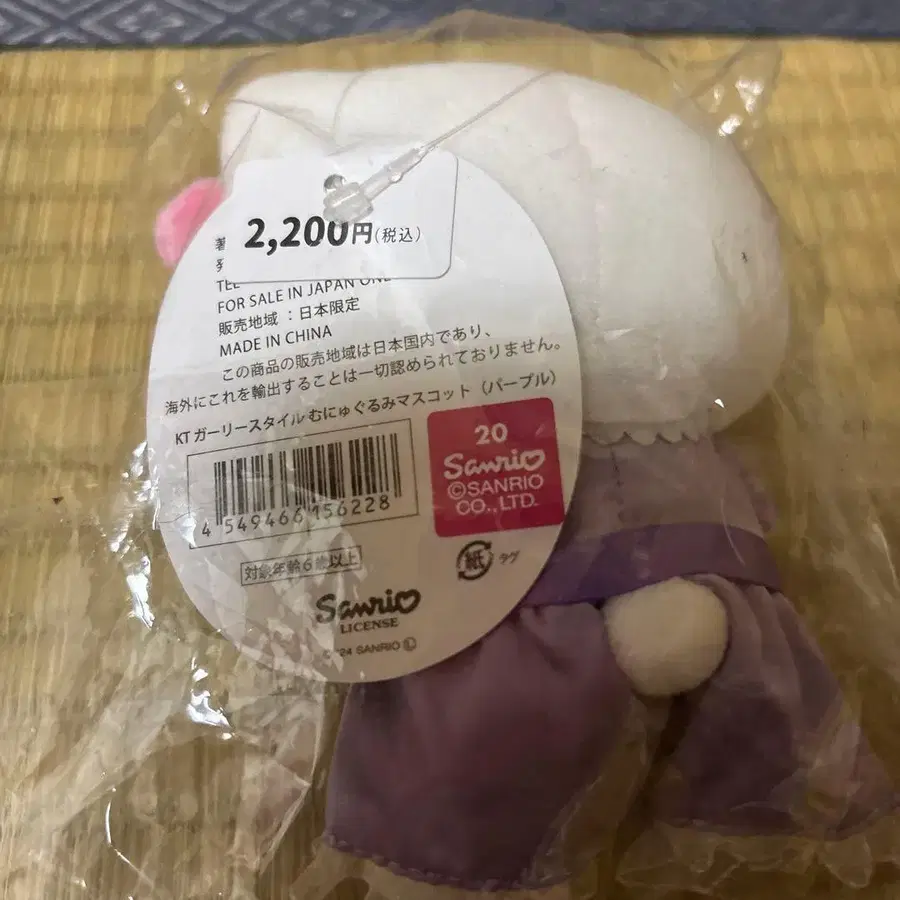 2,200円(税込)
著
発
TEL
FOR SALE IN JAPAN ONL
販売地域 : 日本限定
MADE IN CHINA
この商品の販売地域は日本国内であり、
海外にこれを輸出することは一切認められておりません。
KT ガーリースタイル むにゅぐるみマスコット (パープル)
4 549466 156228
20
Sanrio
©SANRIO
CO.,LTD.
対象年齢6歳以上
紙 タグ
Sanrio
LICENSE
'24 SANRIO Ⓛ